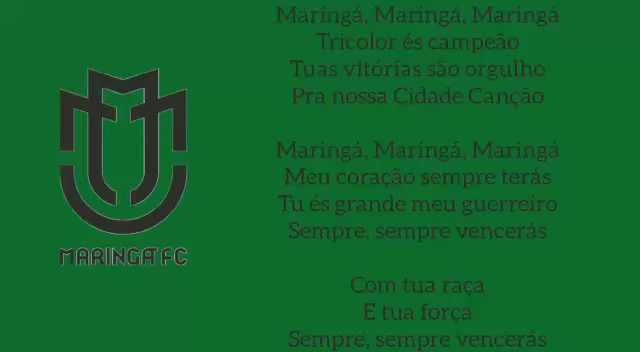 Maringá, Maringá, Maringá
Tricolor és campeão
Tuas vitórias são orgulho
Pra nossa Cidade Canção
Maringá, Maringá, Maringá
Meu coração sempre terás
Tu és grande meu guerreiro
Sempre, sempre vencerás
Com tua raça
E tua força
Sempre, sempre vencerás
MARINGÁ FC